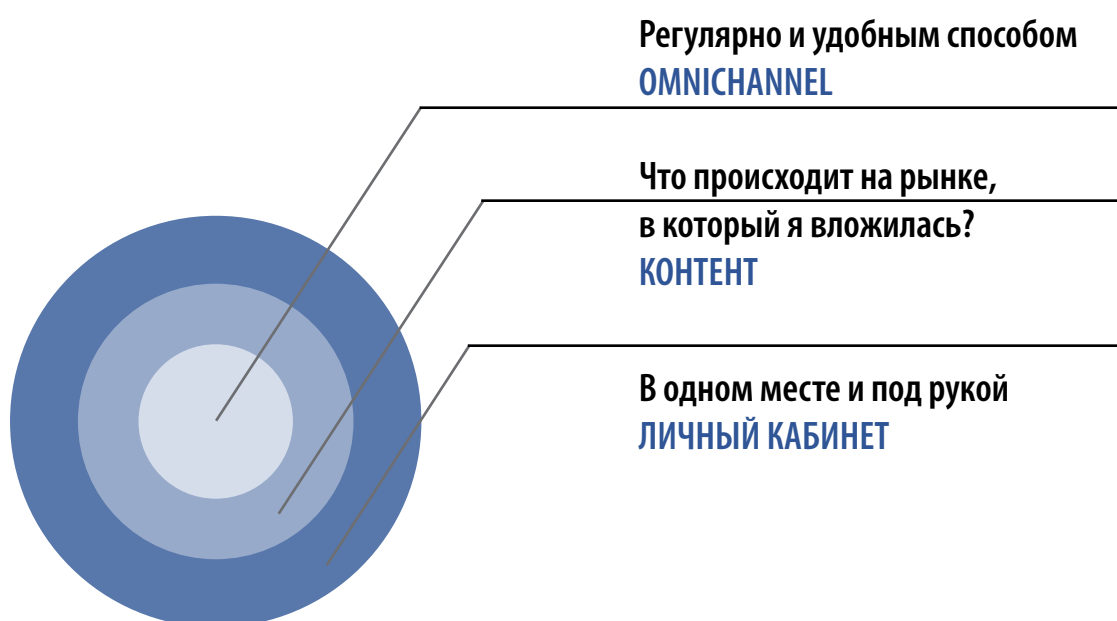 Регулярно и удобным способом
OMNICHANNEL
Что происходит на рынке,
в который я вложилась?
КОНТЕНТ
В одном месте и под рукой
ЛИЧНЫЙ КАБИНЕТ